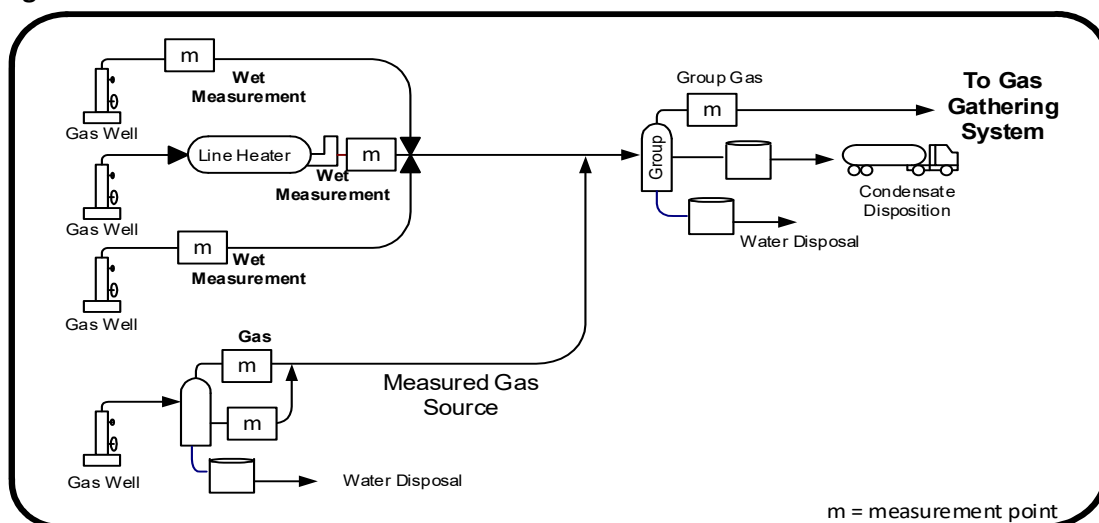 m
Wet
Measurement
Gas Well
Line Heater
m
Wet
Measurement
Gas Well
m
Wet
Measurement
Gas Well
Group Gas
m
To Gas
Gathering
System
Group
Condensate
Disposition
Water Disposal
Gas
m
Measured Gas
Source
m
Gas Well
Water Disposal
m = measurement point